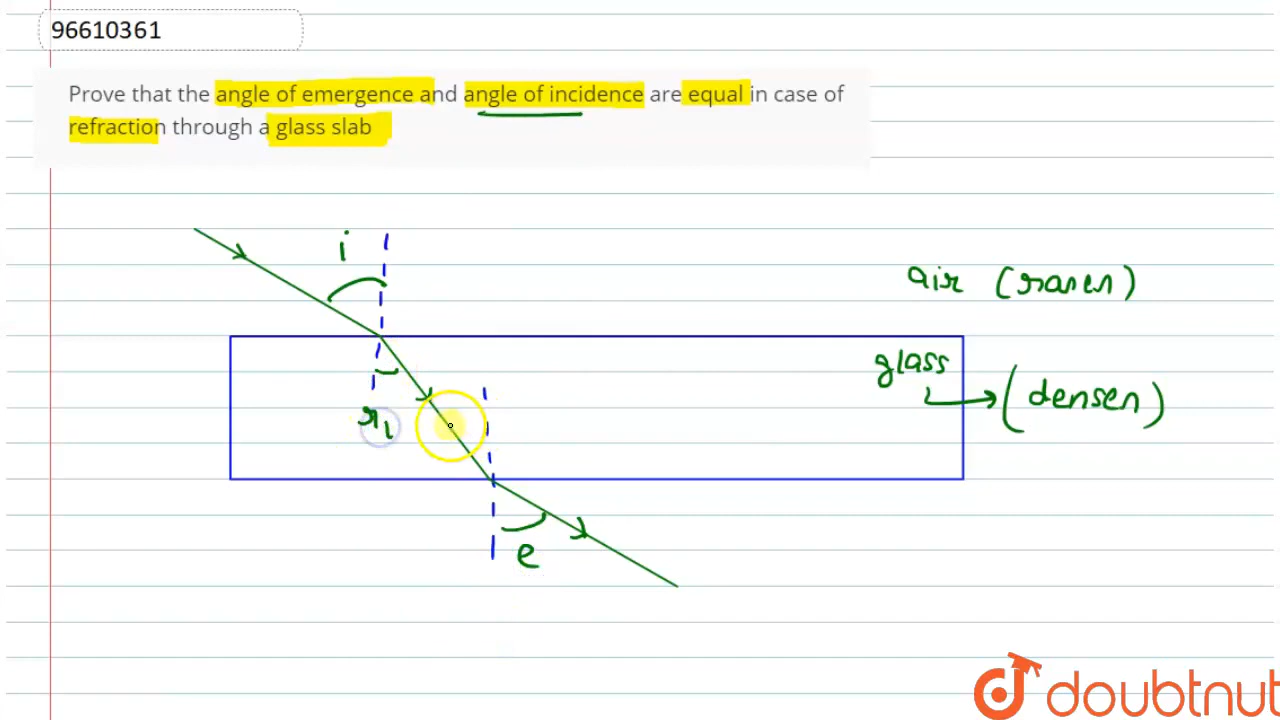 96610361
Prove that the angle of emergence and angle of incidence are equal in case of
refraction through a glass slab
i
air (rarer)
glass
(denser)
r1
e
doubtnut